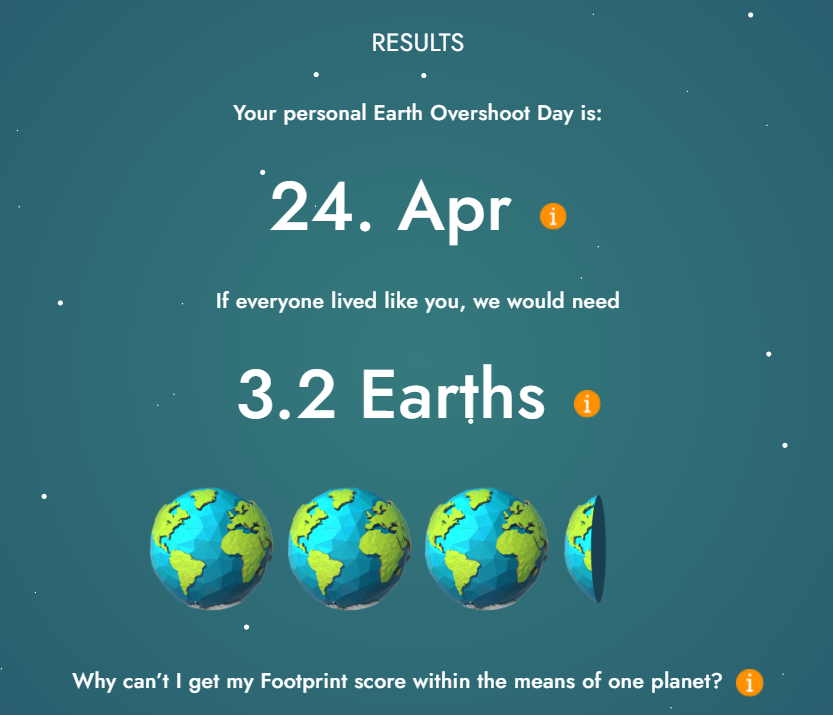 RESULTS
Your personal Earth Overshoot Day is:
24. Apr i
If everyone lived like you, we would need
3.2 Earths i
Why can't I get my Footprint score within the means of one planet? i